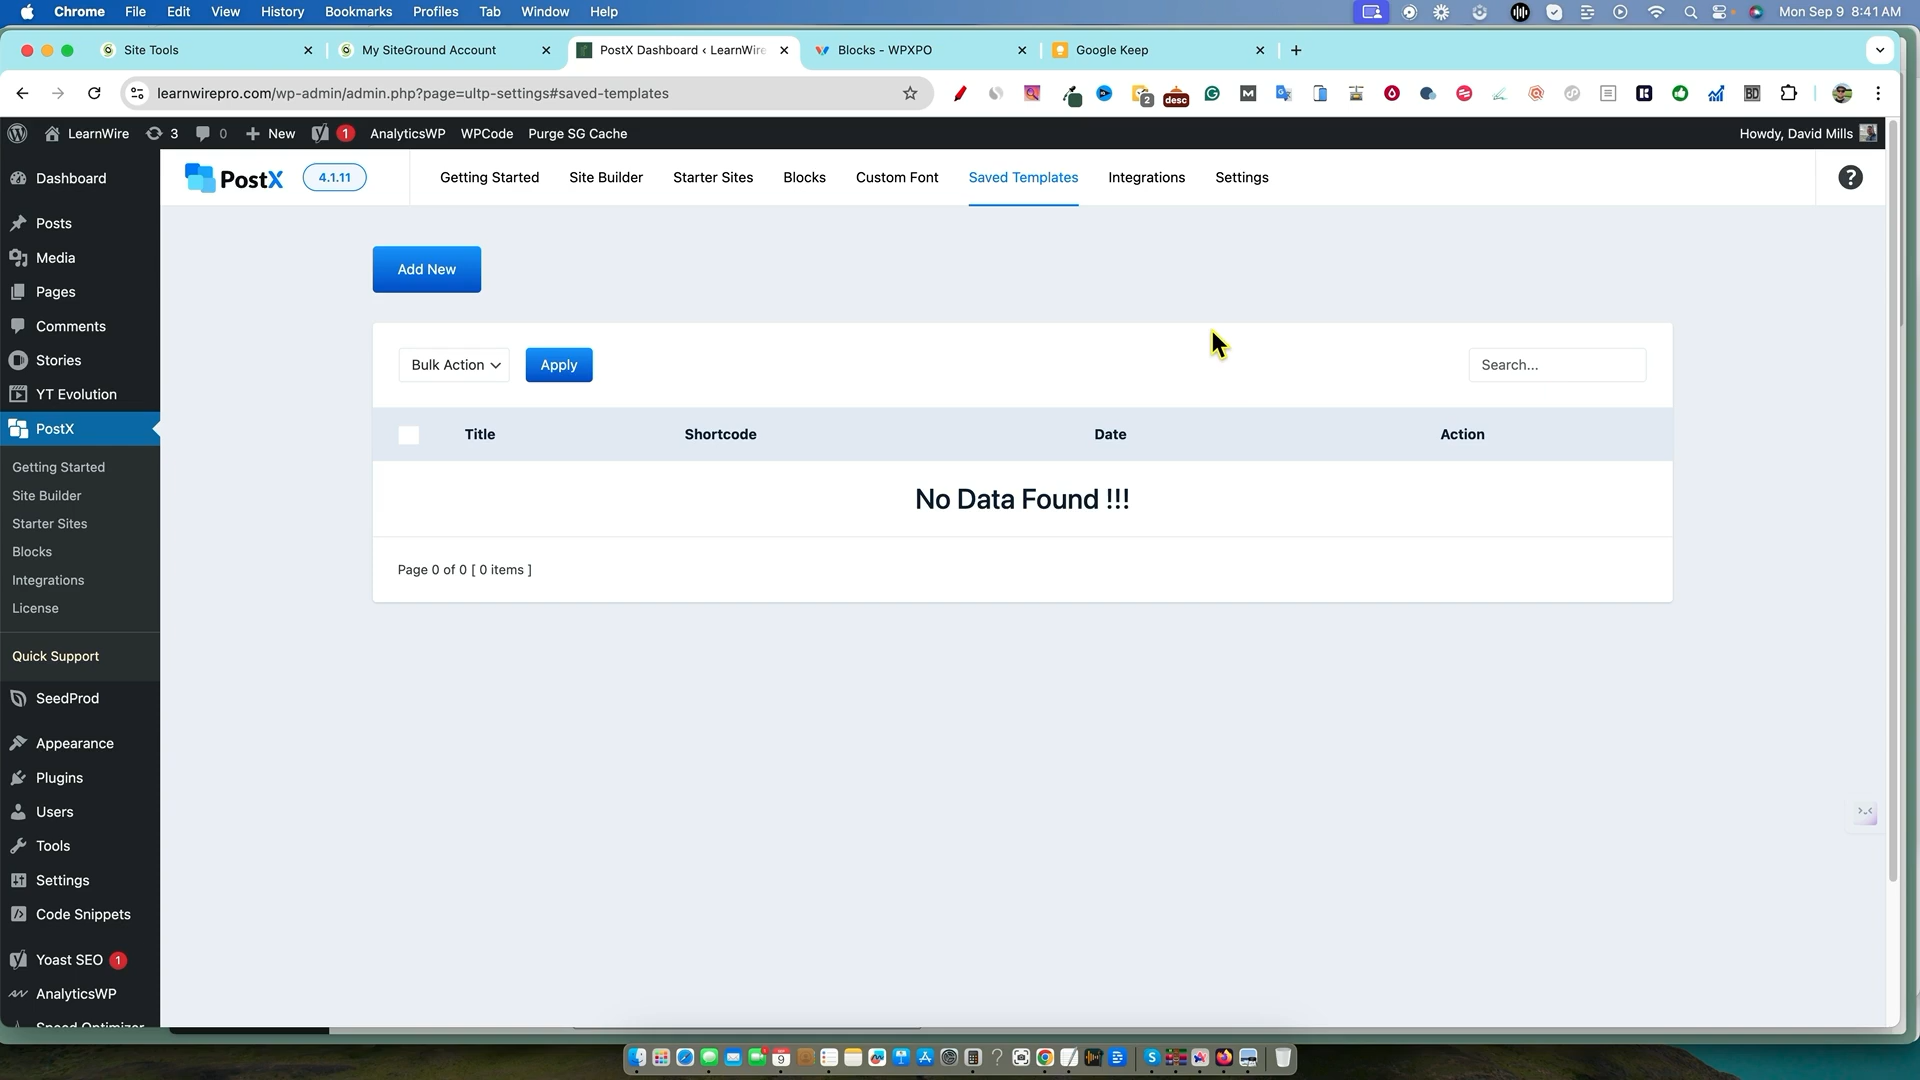 Chrome File Edit View History Bookmarks Profiles Tab Window Help Mon Sep 9 8:41 AM
Site Tools My SiteGround Account PostX Dashboard ‹ LearnWire Blocks - WPXPO Google Keep
learnwirepro.com/wp-admin/admin.php?page=ultp-settings#saved-templates
2 desc M BD
LearnWire 3 0 New 1 AnalyticsWP WPCode Purge SG Cache Howdy, David Mills
PostX 4.1.11 Getting Started Site Builder Starter Sites Blocks Custom Font Saved Templates Integrations Settings ?
Dashboard
Posts
Media
Pages
Comments
Stories
YT Evolution
PostX
Getting Started
Site Builder
Starter Sites
Blocks
Integrations
License
Quick Support
SeedProd
Appearance
Plugins
Users
Tools
Settings
Code Snippets
Yoast SEO 1
AnalyticsWP
Speed Optimizer
Add New
Bulk Action Apply Search...
Title Shortcode Date Action
No Data Found !!!
Page 0 of 0 [ 0 items ]